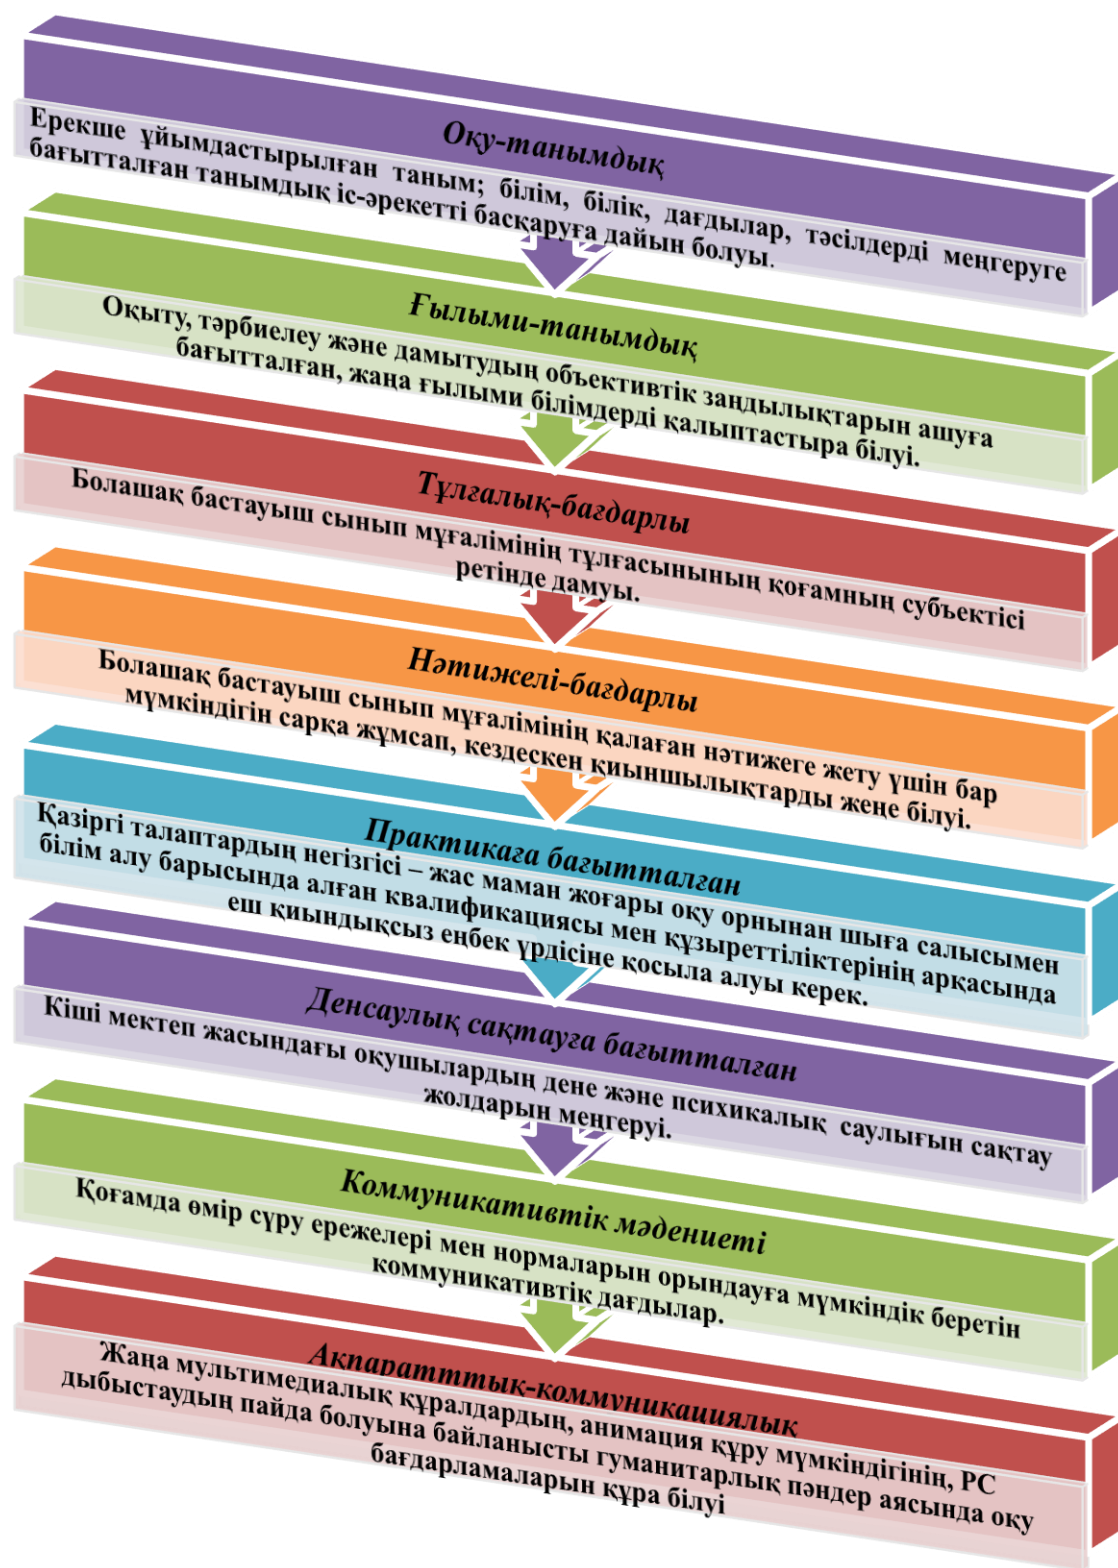 Оқу-танымдық
Ерекше ұйымдастырылған таным; білім, білік, дағдылар, тәсілдерді меңгеруге
бағытталған танымдық іс-әрекетті басқаруға дайын болуы.
Ғылыми-танымдық
Оқыту, тәрбиелеу және дамытудың объективтік заңдылықтарын ашуға
бағытталған, жаңа ғылыми білімдерді қалыптастыра білуі.
Тұлғалық-бағдарлы
Болашақ бастауыш сынып мұғалімінің тұлғасынының қоғамның субъектісі
ретінде дамуы.
Нәтижелі-бағдарлы
Болашақ бастауыш сынып мұғалімінің қалаған нәтижеге жету үшін бар
мүмкіндігін сарқа жұмсап, кездескен қиыншылықтарды жеңе білуі.
Практикаға бағытталған
Қазіргі талаптардың негізгісі – жас маман жоғары оқу орнынан шыға салысымен
білім алу барысында алған квалификациясы мен құзыреттіліктерінің арқасында
еш қиындықсыз еңбек үрдісіне қосыла алуы керек.
Денсаулық сақтауға бағытталған
Кіші мектеп жасындағы оқушылардың дене және психикалық саулығын сақтау
жолдарын меңгеруі.
Коммуникативтік мәдениеті
Қоғамда өмір сүру ережелері мен нормаларын орындауға мүмкіндік беретін
коммуникативтік дағдылар.
Ақпаратттық-коммуникациялық
Жаңа мультимедиалық құралдардың, анимация құру мүмкіндігінің, РС
дыбыстаудың пайда болуына байланысты гуманитарлық пәндер аясында оқу
бағдарламаларын құра білуі